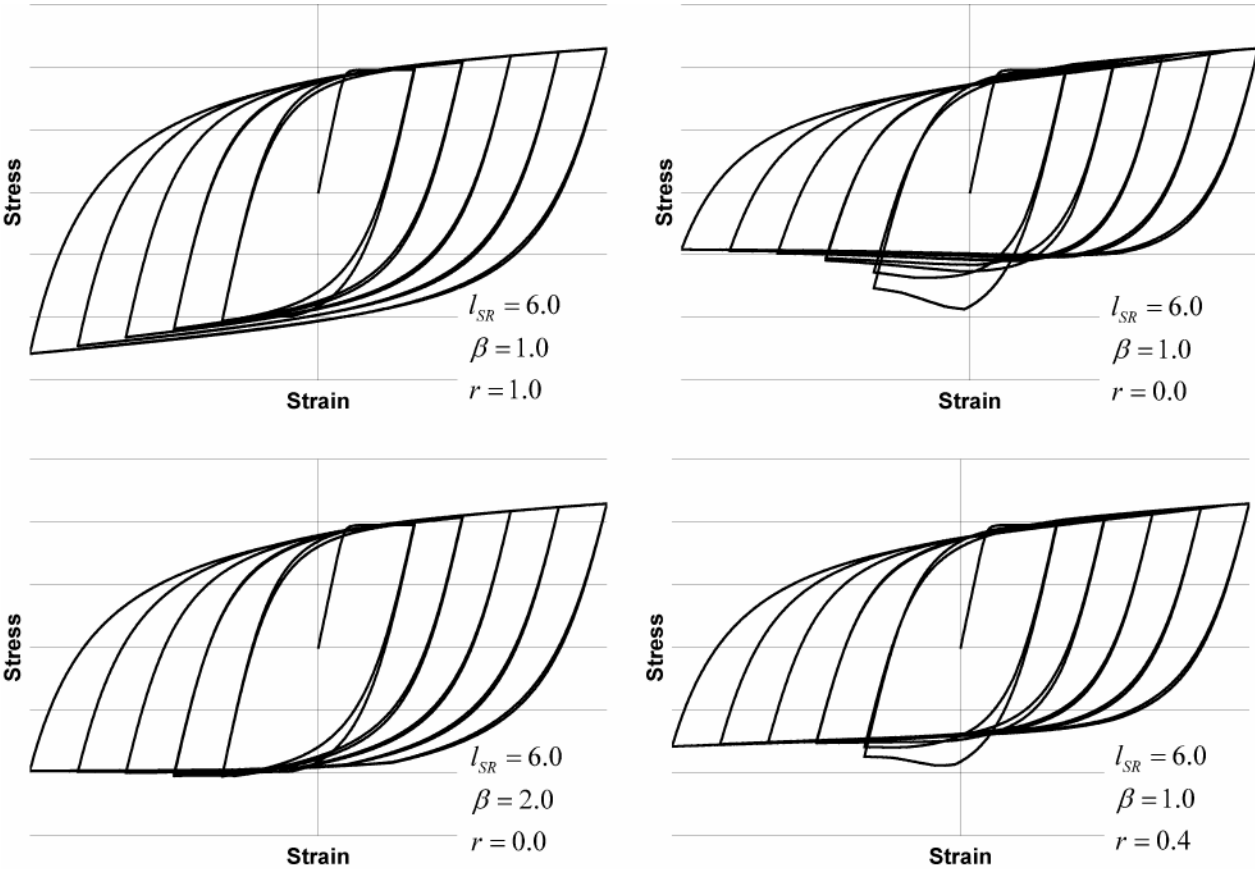 Stress
l_SR = 6.0
β = 1.0
r = 1.0
Strain
Stress
l_SR = 6.0
β = 1.0
r = 0.0
Strain
Stress
l_SR = 6.0
β = 2.0
r = 0.0
Strain
Stress
l_SR = 6.0
β = 1.0
r = 0.4
Strain